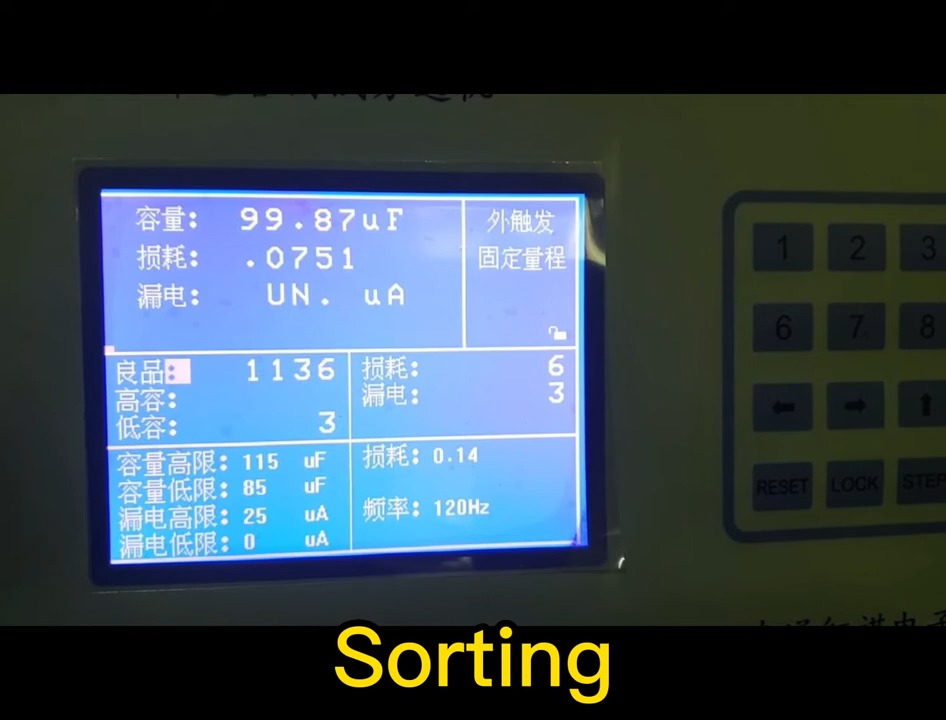 容量: 99.87uF
损耗: .0751
漏电: UN. uA
外触发
固定量程
良品: 1136
高容:
低容: 3
损耗: 6
漏电: 3
容量高限: 115 uF
容量低限: 85 uF
漏电高限: 25 uA
漏电低限: 0 uA
损耗: 0.14
频率: 120Hz
1 2 3
6 7 8
← → ↑
RESET LOCK STEP
Sorting